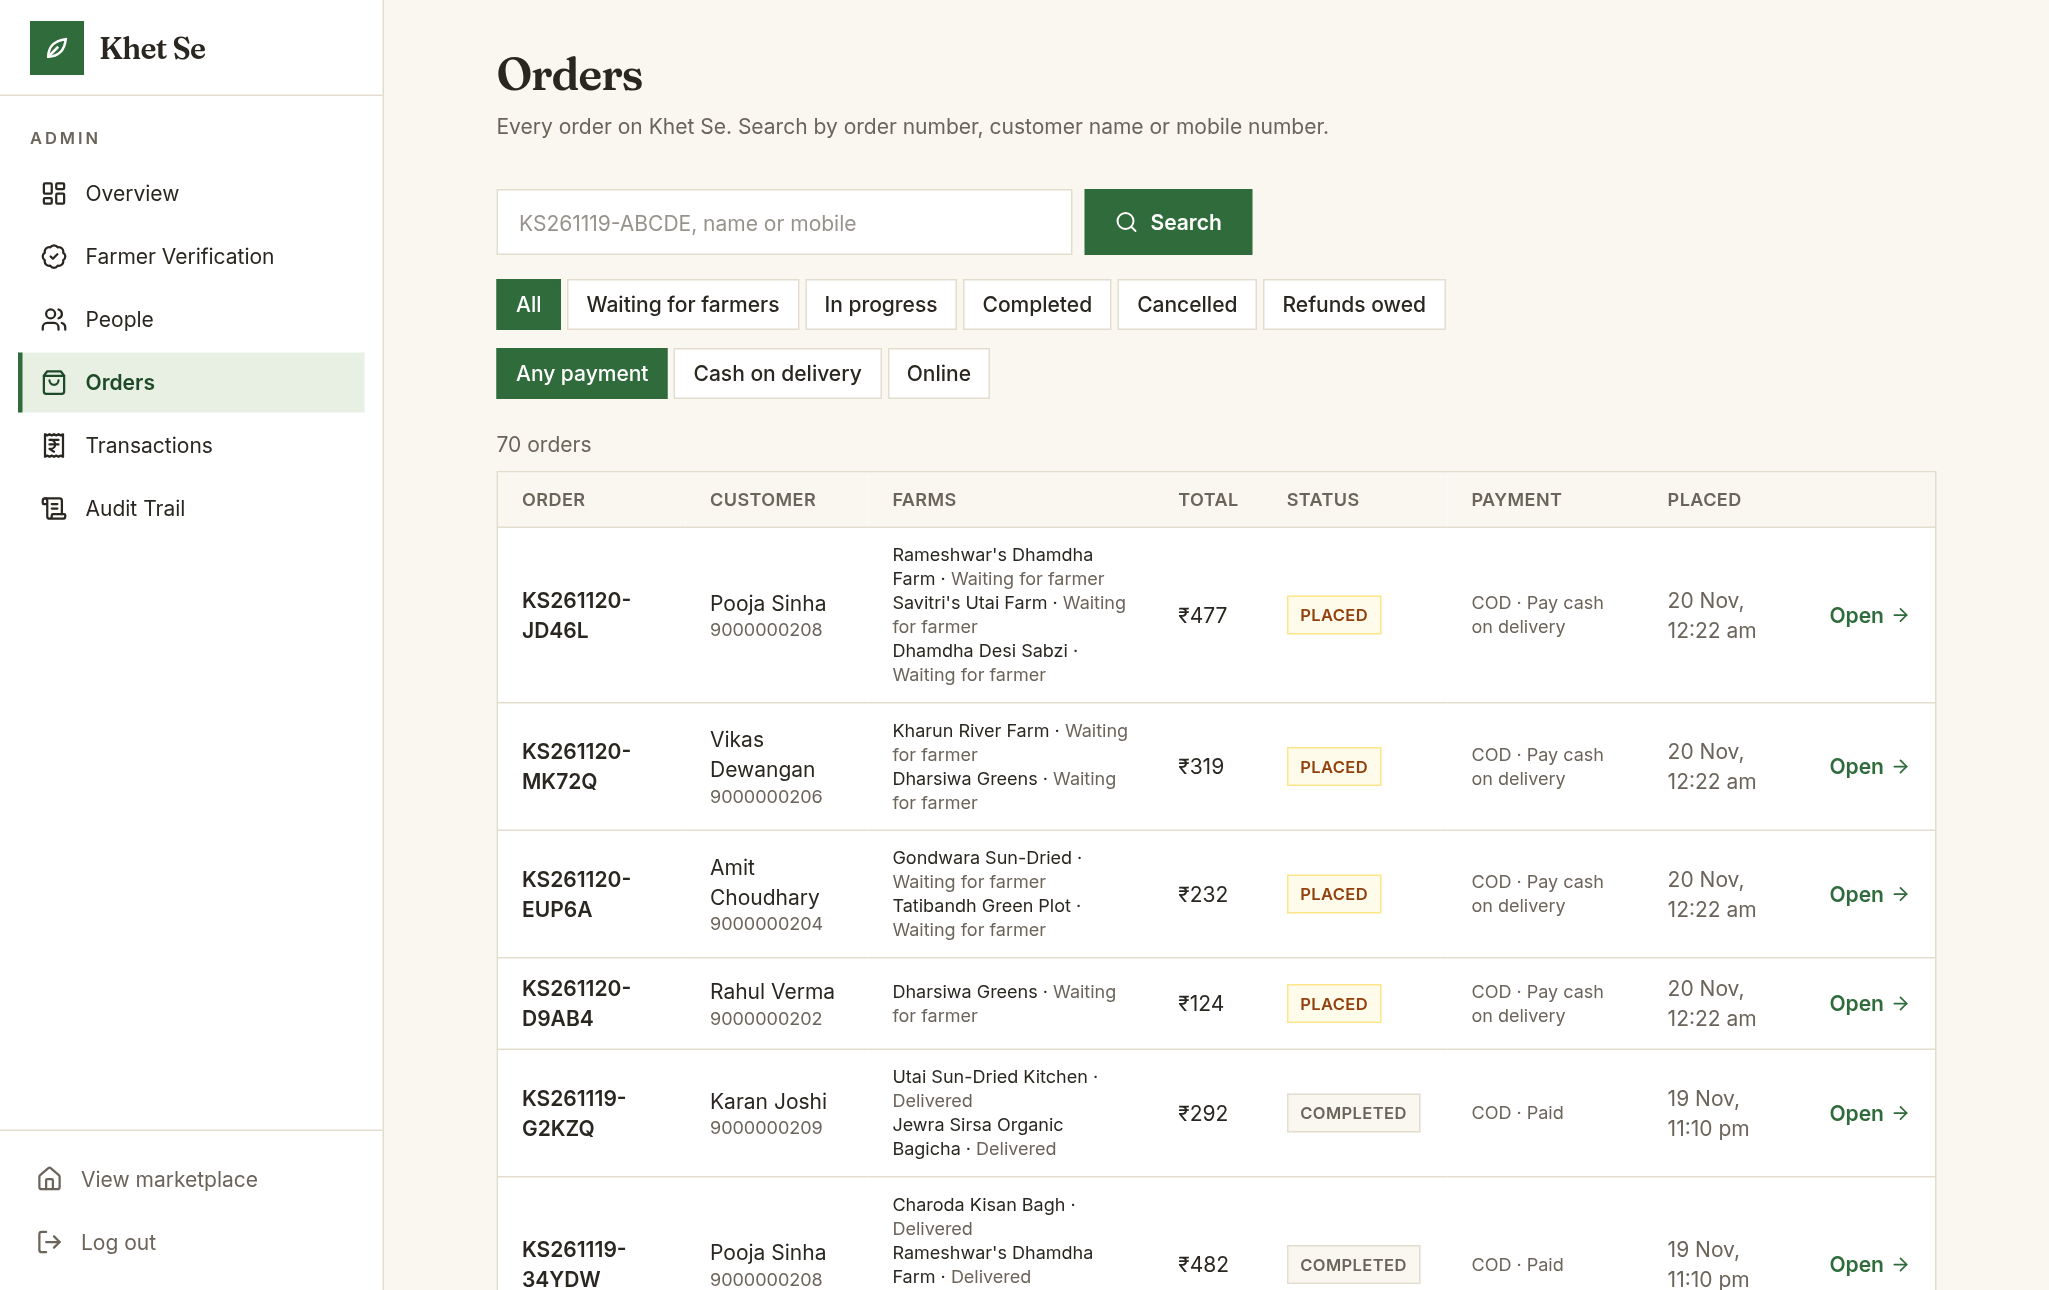 Khet Se
ADMIN
Overview
Farmer Verification
People
Orders
Transactions
Audit Trail
View marketplace
Log out
Orders
Every order on Khet Se. Search by order number, customer name or mobile number.
KS261119-ABCDE, name or mobile
Search
All
Waiting for farmers
In progress
Completed
Cancelled
Refunds owed
Any payment
Cash on delivery
Online
70 orders
ORDER CUSTOMER FARMS TOTAL STATUS PAYMENT PLACED
KS261120-
JD46L
Pooja Sinha
9000000208
Rameshwar's Dhamdha
Farm · Waiting for farmer
Savitri's Utai Farm · Waiting
for farmer
Dhamdha Desi Sabzi ·
Waiting for farmer
₹477
PLACED
COD · Pay cash
on delivery
20 Nov,
12:22 am
Open →
KS261120-
MK72Q
Vikas
Dewangan
9000000206
Kharun River Farm · Waiting
for farmer
Dharsiwa Greens · Waiting
for farmer
₹319
PLACED
COD · Pay cash
on delivery
20 Nov,
12:22 am
Open →
KS261120-
EUP6A
Amit
Choudhary
9000000204
Gondwara Sun-Dried ·
Waiting for farmer
Tatibandh Green Plot ·
Waiting for farmer
₹232
PLACED
COD · Pay cash
on delivery
20 Nov,
12:22 am
Open →
KS261120-
D9AB4
Rahul Verma
9000000202
Dharsiwa Greens · Waiting
for farmer
₹124
PLACED
COD · Pay cash
on delivery
20 Nov,
12:22 am
Open →
KS261119-
G2KZQ
Karan Joshi
9000000209
Utai Sun-Dried Kitchen ·
Delivered
Jewra Sirsa Organic
Bagicha · Delivered
₹292
COMPLETED
COD · Paid
19 Nov,
11:10 pm
Open →
KS261119-
34YDW
Pooja Sinha
9000000208
Charoda Kisan Bagh ·
Delivered
Rameshwar's Dhamdha
Farm · Delivered
₹482
COMPLETED
COD · Paid
19 Nov,
11:10 pm
Open →